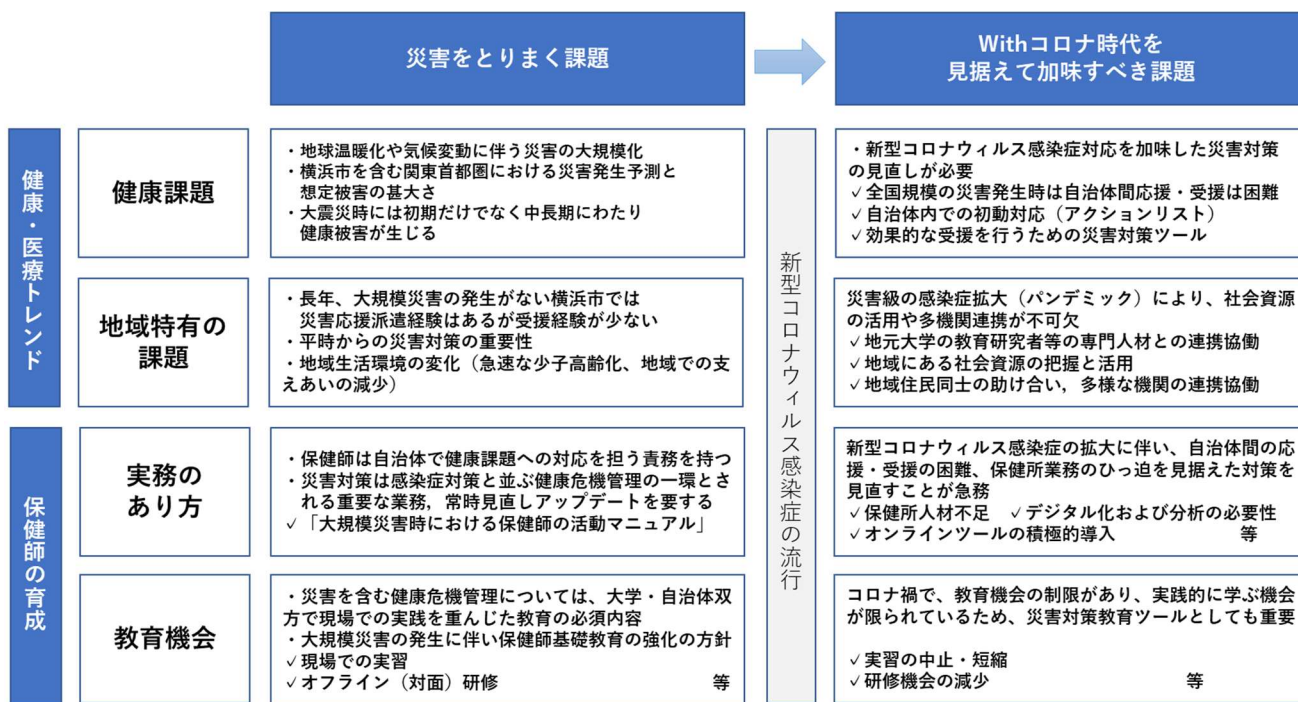 災害をとりまく課題
Withコロナ時代を
見据えて加味すべき課題
健康・医療トレンド
健康課題
・地球温暖化や気候変動に伴う災害の大規模化
・横浜市を含む関東首都圏における災害発生予測と
想定被害の甚大さ
・大震災時には初期だけでなく中長期にわたり
健康被害が生じる
新型コロナウィルス感染症の流行
・新型コロナウィルス感染症対応を加味した災害対策
の見直しが必要
✓全国規模の災害発生時は自治体間応援・受援は困難
✓自治体内での初動対応（アクションリスト）
✓効果的な受援を行うための災害対策ツール
地域特有の
課題
・長年、大規模災害の発生がない横浜市では
災害応援派遣経験はあるが受援経験が少ない
・平時からの災害対策の重要性
・地域生活環境の変化（急速な少子高齢化、地域での支
えあいの減少）
災害級の感染症拡大（パンデミック）により、社会資源
の活用や多機関連携が不可欠
✓地元大学の教育研究者等の専門人材との連携協働
✓地域にある社会資源の把握と活用
✓地域住民同士の助け合い，多様な機関の連携協働
保健師の育成
実務の
あり方
・保健師は自治体で健康課題への対応を担う責務を持つ
・災害対策は感染症対策と並ぶ健康危機管理の一環とさ
れる重要な業務，常時見直しアップデートを要する
✓「大規模災害時における保健師の活動マニュアル」
新型コロナウィルス感染症の拡大に伴い、自治体間の応
援・受援の困難、保健所業務のひっ迫を見据えた対策を
見直すことが急務
✓保健所人材不足 ✓デジタル化および分析の必要性
✓オンラインツールの積極的導入 等
教育機会
・災害を含む健康危機管理については、大学・自治体双
方で現場での実践を重んじた教育の必須内容
・大規模災害の発生に伴い保健師基礎教育の強化の方針
✓現場での実習
✓オフライン（対面）研修 等
コロナ禍で、教育機会の制限があり、実践的に学ぶ機会
が限られているため、災害対策教育ツールとしても重要
✓実習の中止・短縮
✓研修機会の減少 等